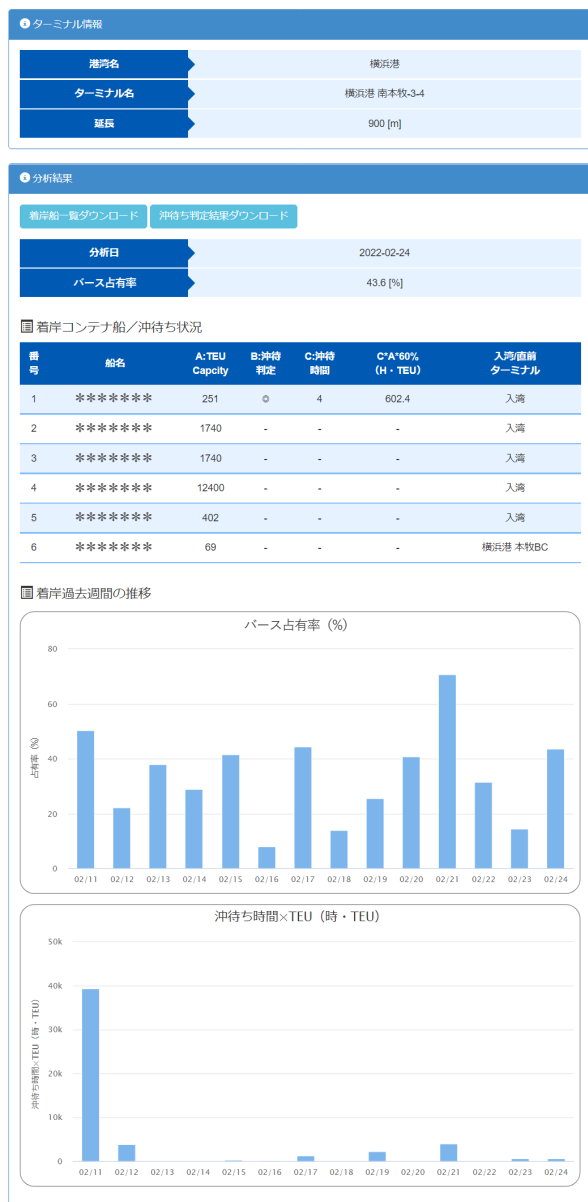 ターミナル情報
港湾名 横浜港
ターミナル名 横浜港 南本牧-3-4
延長 900 [m]
分析結果
着岸船一覧ダウンロード 沖待ち判定結果ダウンロード
分析日 2022-02-24
バース占有率 43.6 [%]
着岸コンテナ船／沖待ち状況
番号 船名 A:TEU Capcity B:沖待判定 C:沖待時間 C*A*60%（H・TEU） 入湾/直前ターミナル
1 ******* 251 ◎ 4 602.4 入湾
2 ******* 1740 - - - 入湾
3 ******* 1740 - - - 入湾
4 ******* 12400 - - - 入湾
5 ******* 402 - - - 入湾
6 ******* 69 - - - 横浜港 本牧BC
着岸過去週間の推移
バース占有率（%）
占有率（%）
80
60
40
20
0
02/11 02/12 02/13 02/14 02/15 02/16 02/17 02/18 02/19 02/20 02/21 02/22 02/23 02/24
沖待ち時間×TEU（時・TEU）
沖待ち時間×TEU（時・TEU）
50k
40k
30k
20k
10k
0
02/11 02/12 02/13 02/14 02/15 02/16 02/17 02/18 02/19 02/20 02/21 02/22 02/23 02/24